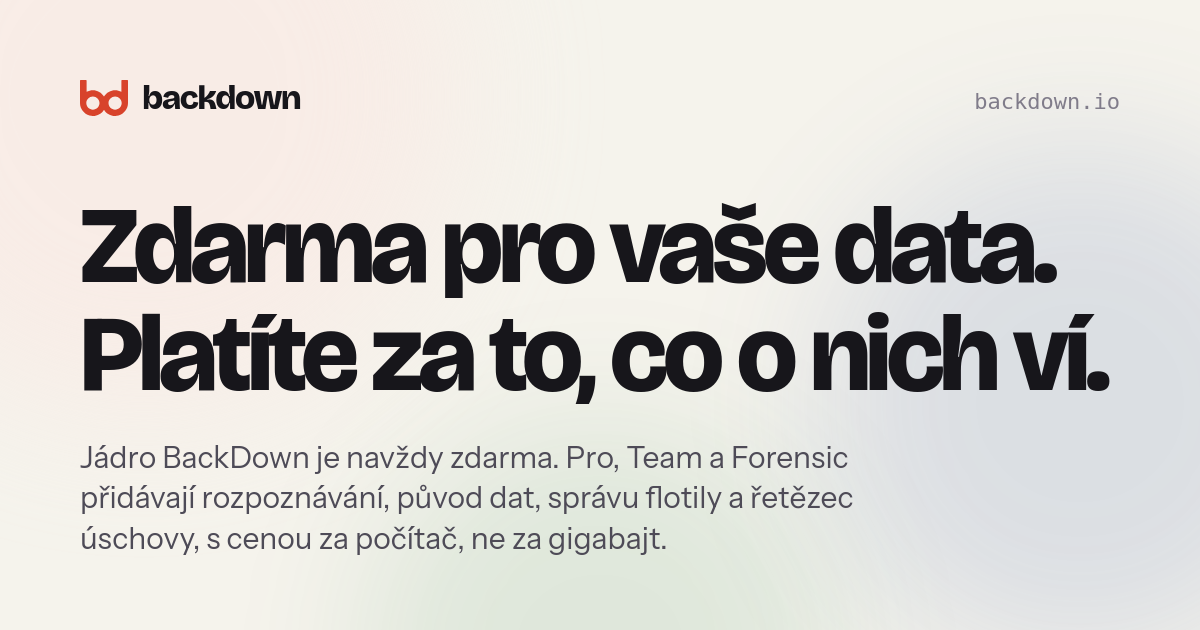 backdown
backdown.io
Zdarma pro vaše data.
Platíte za to, co o nich ví.
Jádro BackDown je navždy zdarma. Pro, Team a Forensic
přidávají rozpoznávání, původ dat, správu flotily a řetězec
úschovy, s cenou za počítač, ne za gigabajt.